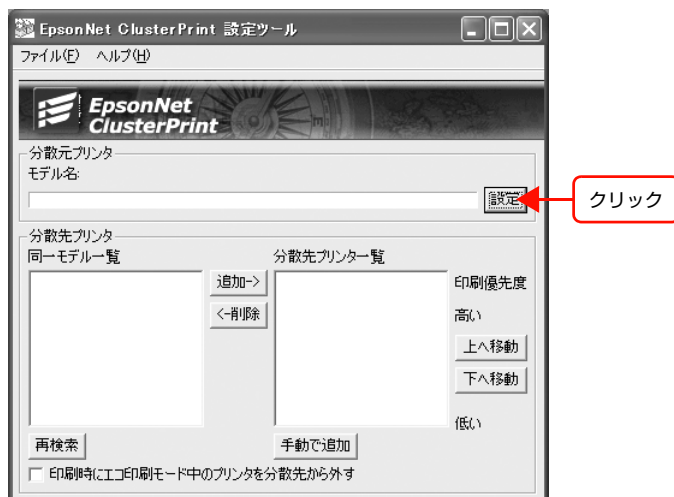 EpsonNet ClusterPrint 設定ツール
ファイル(F) ヘルプ(H)
EpsonNet
ClusterPrint
分散元プリンタ
モデル名:
設定
クリック
分散先プリンタ
同一モデル一覧
分散先プリンター覧
追加->
<-削除
印刷優先度
高い
上へ移動
下へ移動
低い
再検索
手動で追加
印刷時にエコ印刷モード中のプリンタを分散先から外す